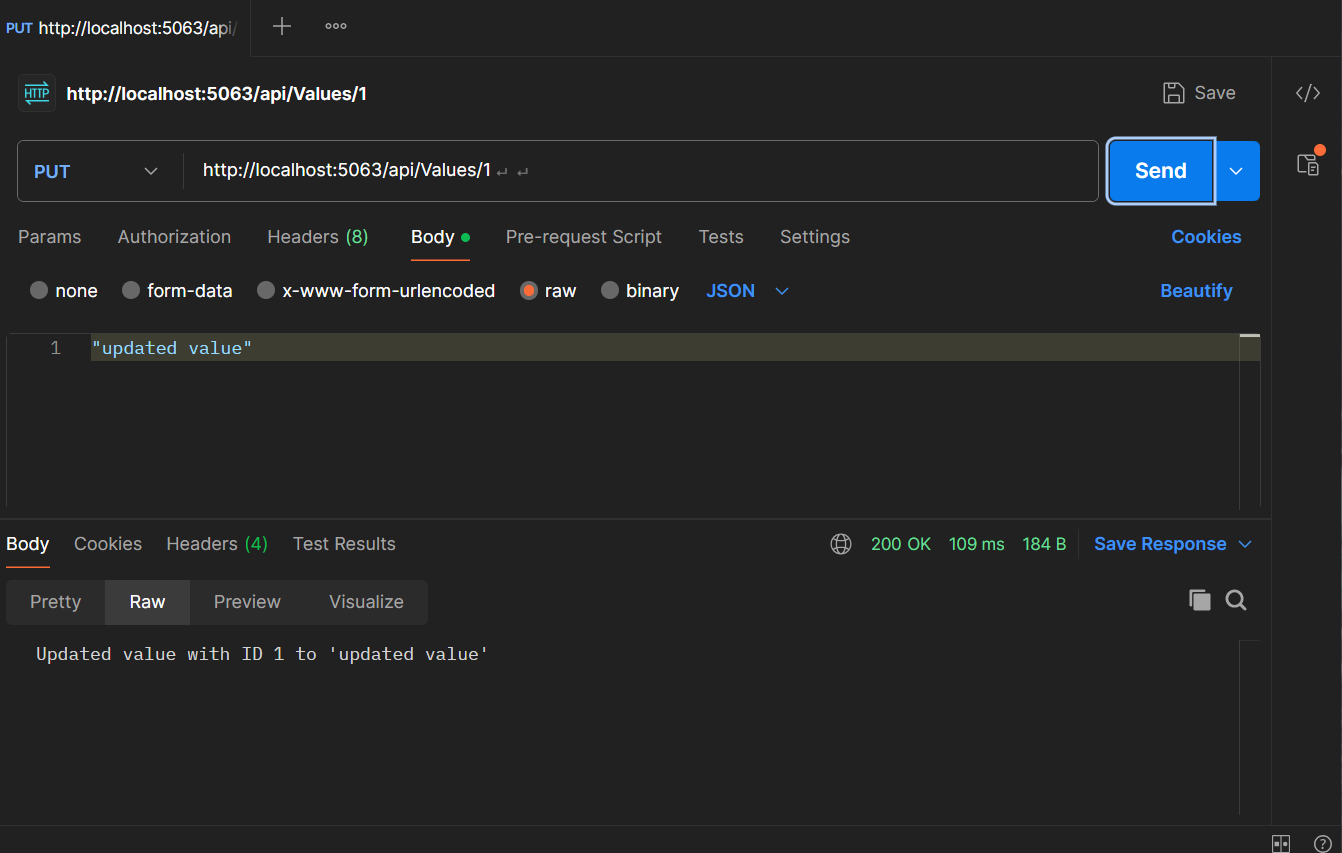 PUT http://localhost:5063/api/
HTTP http://localhost:5063/api/Values/1
Save
</>
PUT
http://localhost:5063/api/Values/1 ↵ ↵
Send
Params Authorization Headers (8) Body Pre-request Script Tests Settings Cookies
none form-data x-www-form-urlencoded raw binary JSON Beautify
1 "updated value"
Body Cookies Headers (4) Test Results 200 OK 109 ms 184 B Save Response
Pretty Raw Preview Visualize
Updated value with ID 1 to 'updated value'